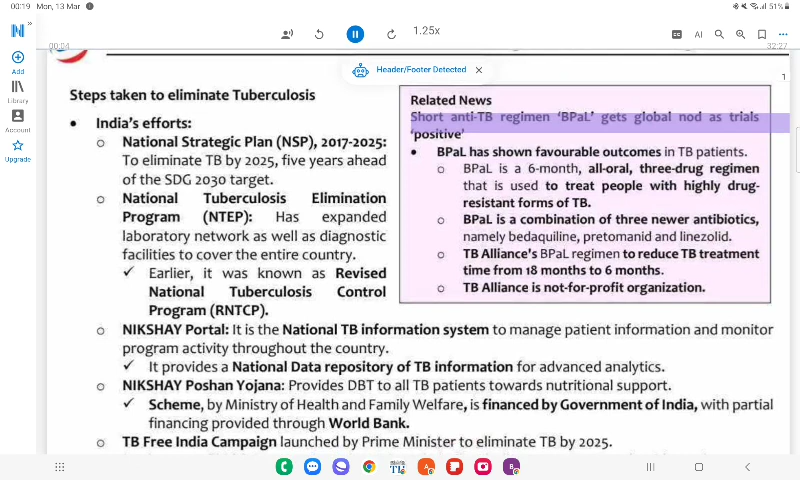 00:19 Mon, 13 Mar
51%
N
»
1.25x
AI
00:04
32:27
Add
Library
Account
Upgrade
Header/Footer Detected
1
Steps taken to eliminate Tuberculosis
• India's efforts:
o National Strategic Plan (NSP), 2017-2025:
To eliminate TB by 2025, five years ahead
of the SDG 2030 target.
o National Tuberculosis Elimination
Program (NTEP): Has expanded
laboratory network as well as diagnostic
facilities to cover the entire country.
✓ Earlier, it was known as Revised
National Tuberculosis Control
Program (RNTCP).
Related News
Short anti-TB regimen 'BPaL' gets global nod as trials
'positive'
• BPaL has shown favourable outcomes in TB patients.
o BPaL is a 6-month, all-oral, three-drug regimen
that is used to treat people with highly drug-
resistant forms of TB.
o BPaL is a combination of three newer antibiotics,
namely bedaquiline, pretomanid and linezolid.
o TB Alliance's BPaL regimen to reduce TB treatment
time from 18 months to 6 months.
o TB Alliance is not-for-profit organization.
o NIKSHAY Portal: It is the National TB information system to manage patient information and monitor
program activity throughout the country.
✓ It provides a National Data repository of TB information for advanced analytics.
o NIKSHAY Poshan Yojana: Provides DBT to all TB patients towards nutritional support.
✓ Scheme, by Ministry of Health and Family Welfare, is financed by Government of India, with partial
financing provided through World Bank.
o TB Free India Campaign launched by Prime Minister to eliminate TB by 2025.